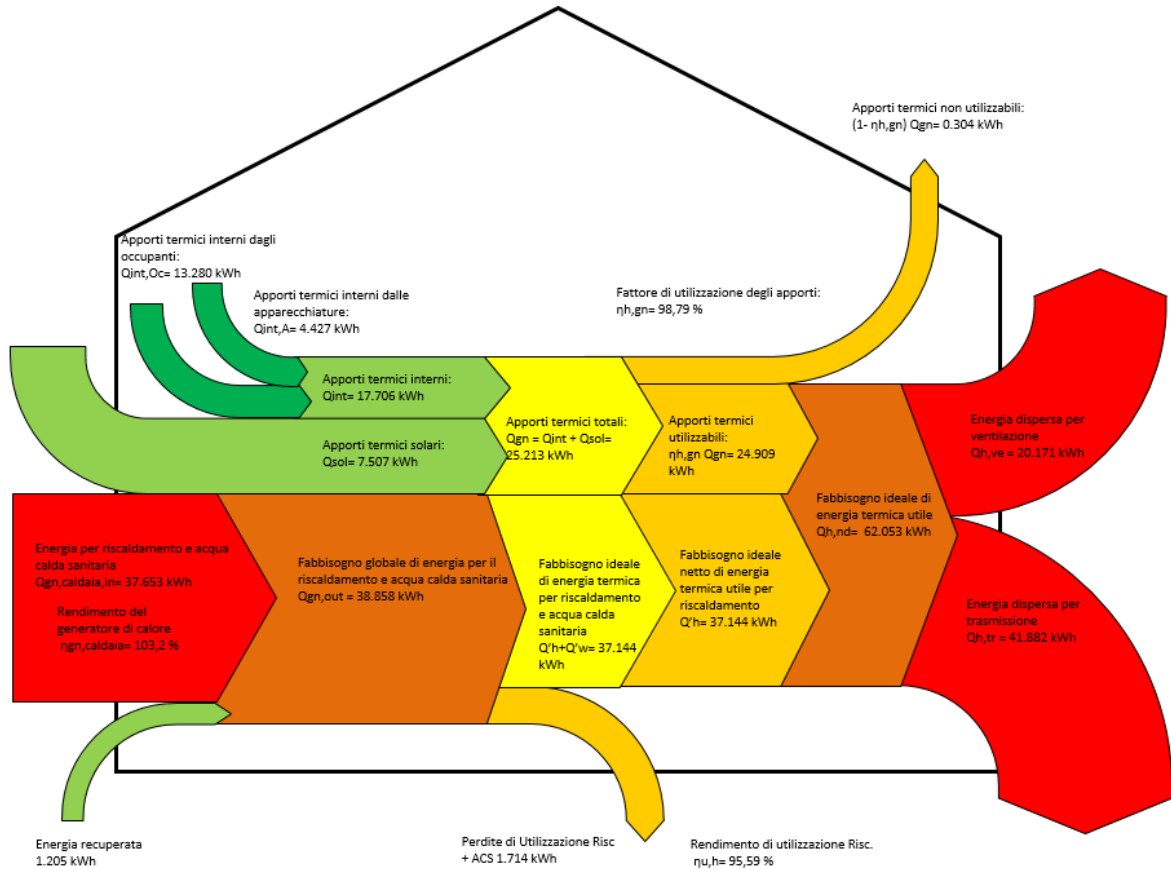 Apporti termici non utilizzabili:
(1- ηh,gn) Qgn= 0.304 kWh
Apporti termici interni dagli
occupanti:
Qint,Oc= 13.280 kWh
Apporti termici interni dalle
apparecchiature:
Qint,A= 4.427 kWh
Fattore di utilizzazione degli apporti:
ηh,gn= 98,79 %
Apporti termici interni:
Qint= 17.706 kWh
Apporti termici solari:
Qsol= 7.507 kWh
Apporti termici totali:
Qgn = Qint + Qsol=
25.213 kWh
Apporti termici
utilizzabili:
ηh,gn Qgn= 24.909
kWh
Energia dispersa per
ventilazione
Qh,ve = 20.171 kWh
Fabbisogno ideale di
energia termica utile
Qh,nd=  62.053 kWh
Energia per riscaldamento e acqua
calda sanitaria
Qgn,caldaia,in= 37.653 kWh
Rendimento del
generatore di calore
ηgn,caldaia= 103,2 %
Fabbisogno globale di energia per il
riscaldamento e acqua calda sanitaria
Qgn,out = 38.858 kWh
Fabbisogno ideale
di energia termica
per riscaldamento
e acqua calda
sanitaria
Q'h+Q'w= 37.144
kWh
Fabbisogno ideale
netto di energia
termica utile per
riscaldamento
Q'h= 37.144 kWh
Energia dispersa per
trasmissione
Qh,tr = 41.882 kWh
Energia recuperata
1.205 kWh
Perdite di Utilizzazione Risc
+ ACS 1.714 kWh
Rendimento di utilizzazione Risc.
ηu,h= 95,59 %